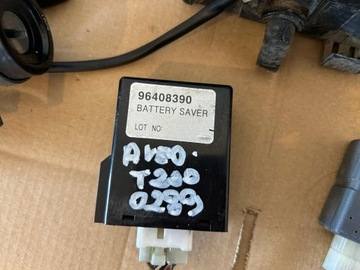 96408390
BATTERY SAVER
LOT NO
AVEO.
T200
0289